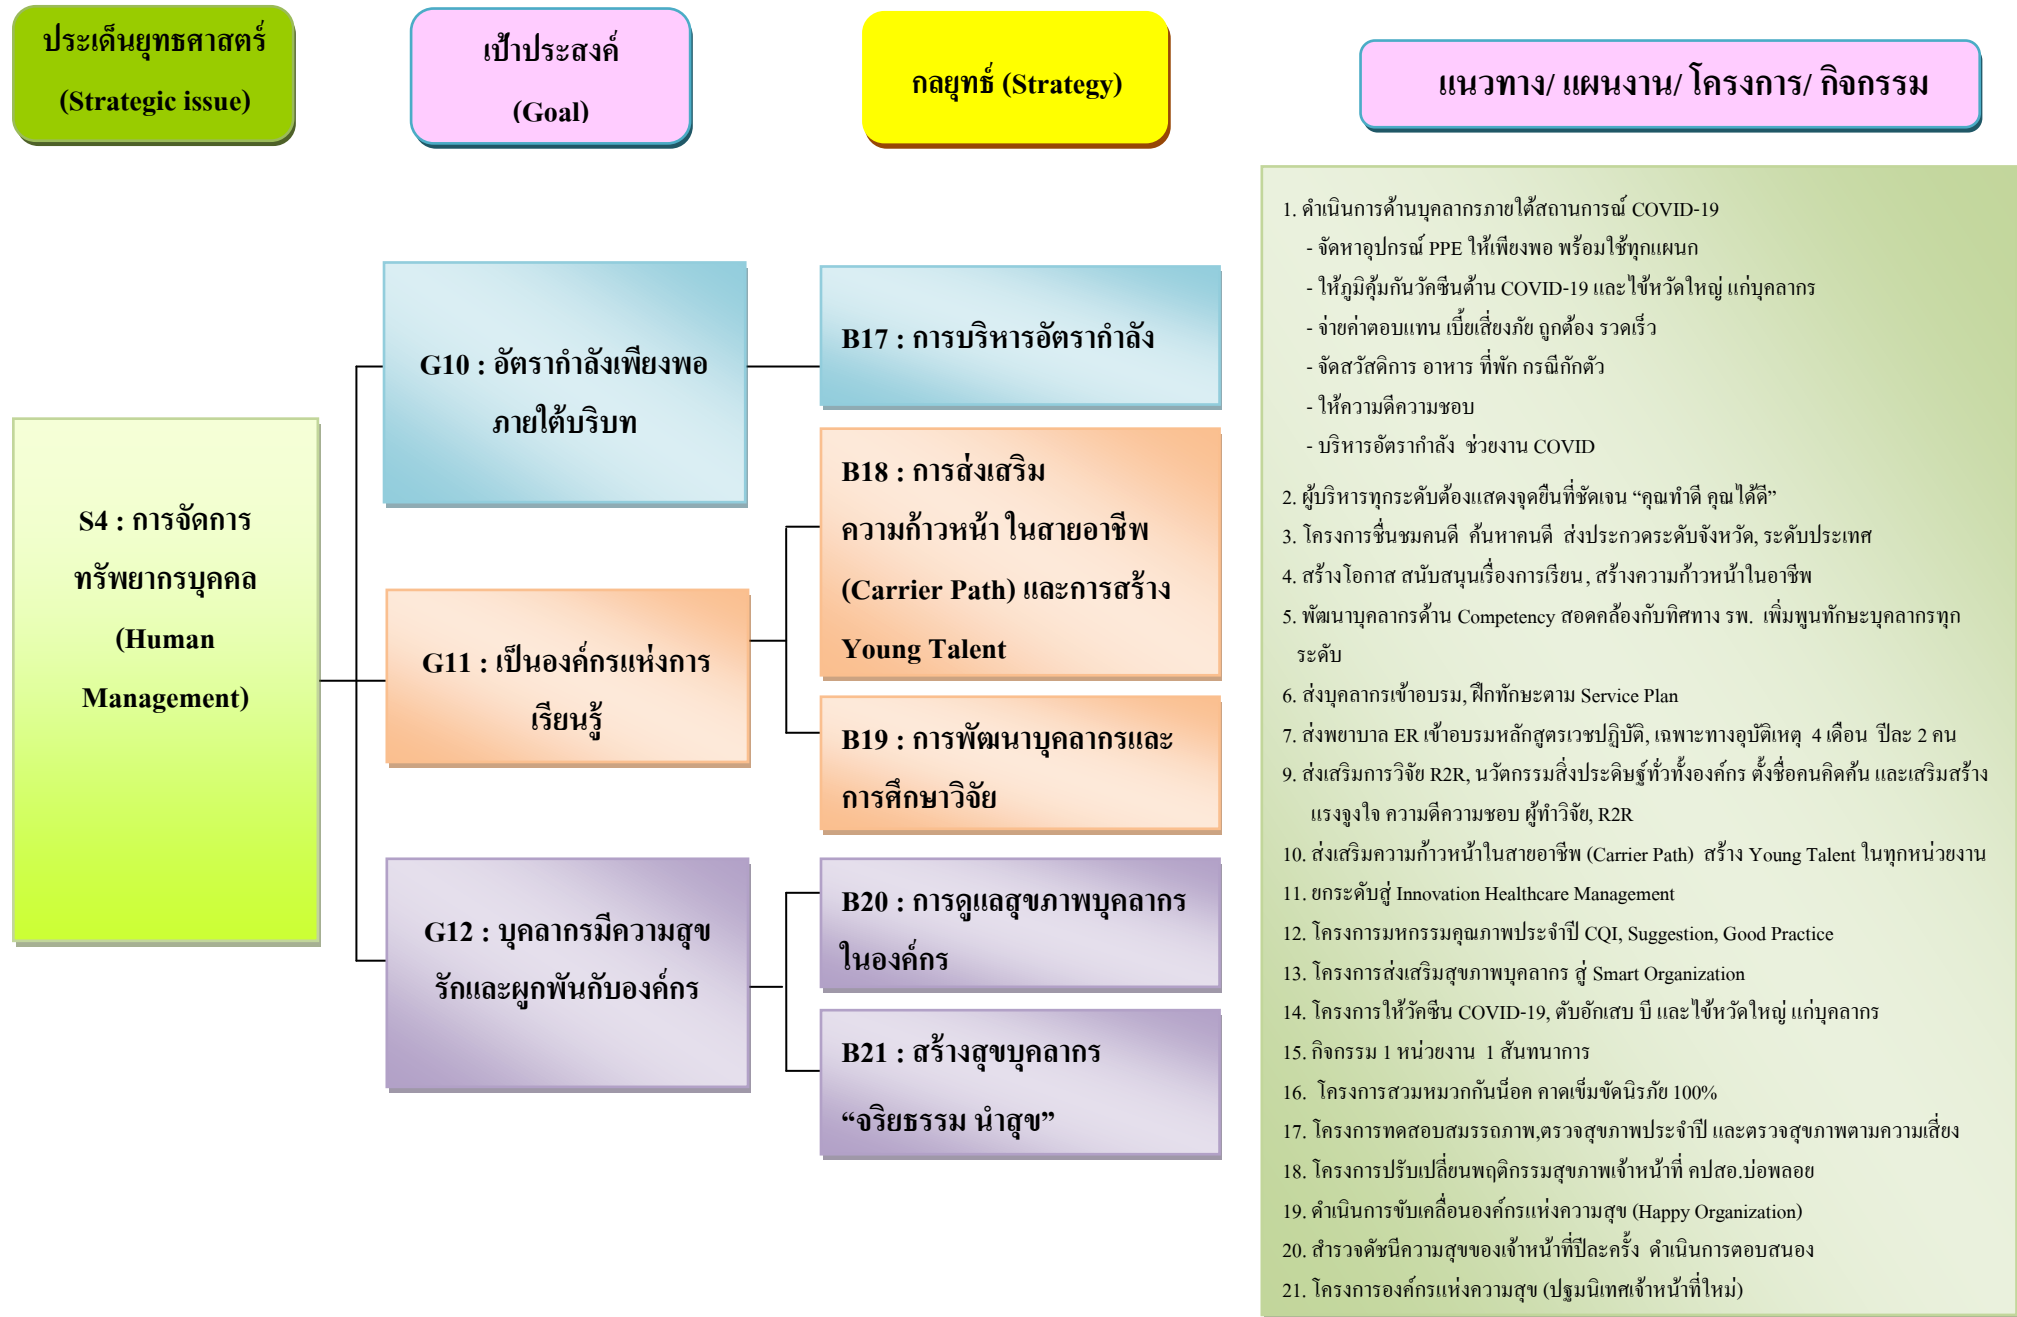 ประเด็นยุทธศาสตร์
(Strategic issue)
เป้าประสงค์
(Goal)
กลยุทธ์ (Strategy)
แนวทาง/ แผนงาน/ โครงการ/ กิจกรรม
S4 : การจัดการ
ทรัพยากรบุคคล
(Human
Management)
G10 : อัตรากำลังเพียงพอ
ภายใต้บริบท
G11 : เป็นองค์กรแห่งการ
เรียนรู้
G12 : บุคลากรมีความสุข
รักและผูกพันกับองค์กร
B17 : การบริหารอัตรากำลัง
B18 : การส่งเสริม
ความก้าวหน้า ในสายอาชีพ
(Carrier Path) และการสร้าง
Young Talent
B19 : การพัฒนาบุคลากรและ
การศึกษาวิจัย
B20 : การดูแลสุขภาพบุคลากร
ในองค์กร
B21 : สร้างสุขบุคลากร
“จริยธรรม นำสุข”
1. ดำเนินการด้านบุคลากรภายใต้สถานการณ์ COVID-19
- จัดหาอุปกรณ์ PPE ให้เพียงพอ พร้อมใช้ทุกแผนก
- ให้ภูมิคุ้มกันวัคซีนต้าน COVID-19 และไข้หวัดใหญ่ แก่บุคลากร
- จ่ายค่าตอบแทน เบี้ยเสี่ยงภัย ถูกต้อง รวดเร็ว
- จัดสวัสดิการ อาหาร ที่พัก กรณีกักตัว
- ให้ความดีความชอบ
- บริหารอัตรากำลัง ช่วยงาน COVID
2. ผู้บริหารทุกระดับต้องแสดงจุดยืนที่ชัดเจน “คุณทำดี คุณได้ดี”
3. โครงการชื่นชมคนดี ค้นหาคนดี ส่งประกวดระดับจังหวัด, ระดับประเทศ
4. สร้างโอกาส สนับสนุนเรื่องการเรียน, สร้างความก้าวหน้าในอาชีพ
5. พัฒนาบุคลากรด้าน Competency สอดคล้องกับทิศทาง รพ. เพิ่มพูนทักษะบุคลากรทุก
ระดับ
6. ส่งบุคลากรเข้าอบรม, ฝึกทักษะตาม Service Plan
7. ส่งพยาบาล ER เข้าอบรมหลักสูตรเวชปฏิบัติ, เฉพาะทางอุบัติเหตุ 4 เดือน ปีละ 2 คน
9. ส่งเสริมการวิจัย R2R, นวัตกรรมสิ่งประดิษฐ์ทั่วทั้งองค์กร ตั้งชื่อคนคิดค้น และเสริมสร้าง
แรงจูงใจ ความดีความชอบ ผู้ทำวิจัย, R2R
10. ส่งเสริมความก้าวหน้าในสายอาชีพ (Carrier Path) สร้าง Young Talent ในทุกหน่วยงาน
11. ยกระดับสู่ Innovation Healthcare Management
12. โครงการมหกรรมคุณภาพประจำปี CQI, Suggestion, Good Practice
13. โครงการส่งเสริมสุขภาพบุคลากร สู่ Smart Organization
14. โครงการให้วัคซีน COVID-19, ตับอักเสบ บี และไข้หวัดใหญ่ แก่บุคลากร
15. กิจกรรม 1 หน่วยงาน 1 สันทนาการ
16. โครงการสวมหมวกกันน็อค คาดเข็มขัดนิรภัย 100%
17. โครงการทดสอบสมรรถภาพ,ตรวจสุขภาพประจำปี และตรวจสุขภาพตามความเสี่ยง
18. โครงการปรับเปลี่ยนพฤติกรรมสุขภาพเจ้าหน้าที่ คปสอ.บ่อพลอย
19. ดำเนินการขับเคลื่อนองค์กรแห่งความสุข (Happy Organization)
20. สำรวจดัชนีความสุขของเจ้าหน้าที่ปีละครั้ง ดำเนินการตอบสนอง
21. โครงการองค์กรแห่งความสุข (ปฐมนิเทศเจ้าหน้าที่ใหม่)